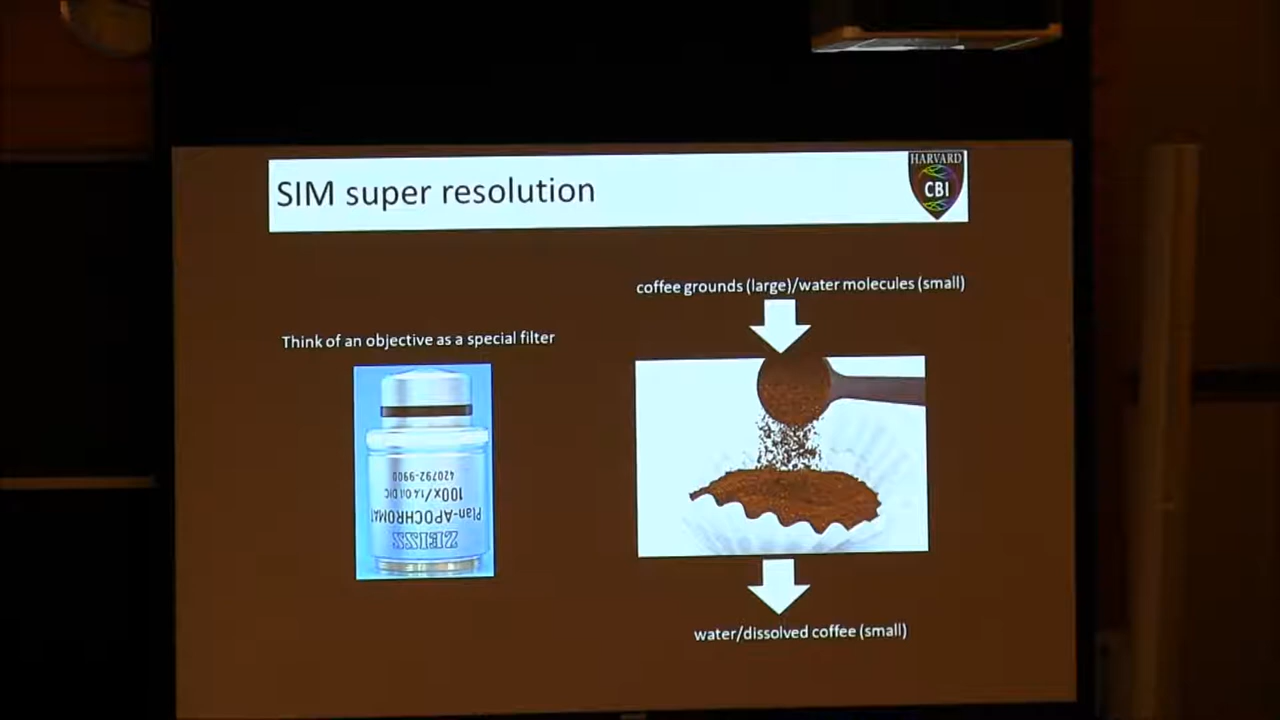 SIM super resolution
HARVARD
CBI
coffee grounds (large)/water molecules (small)
Think of an objective as a special filter
420792-9900
100x/1.4 Oil DIC
Plan-APOCHROMAT
ZEISS
water/dissolved coffee (small)